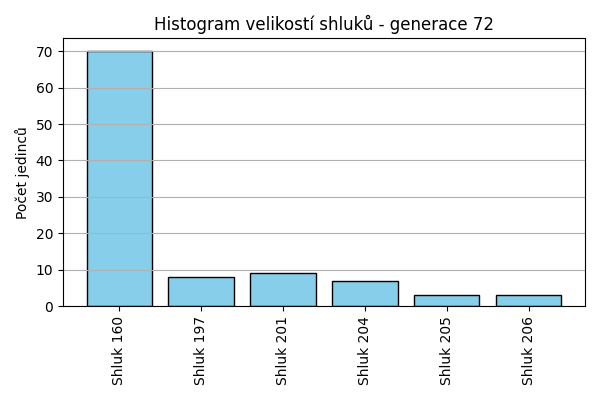 Histogram velikostí shluků - generace 72
Počet jedinců
70
60
50
40
30
20
10
0
Shluk 160
Shluk 197
Shluk 201
Shluk 204
Shluk 205
Shluk 206